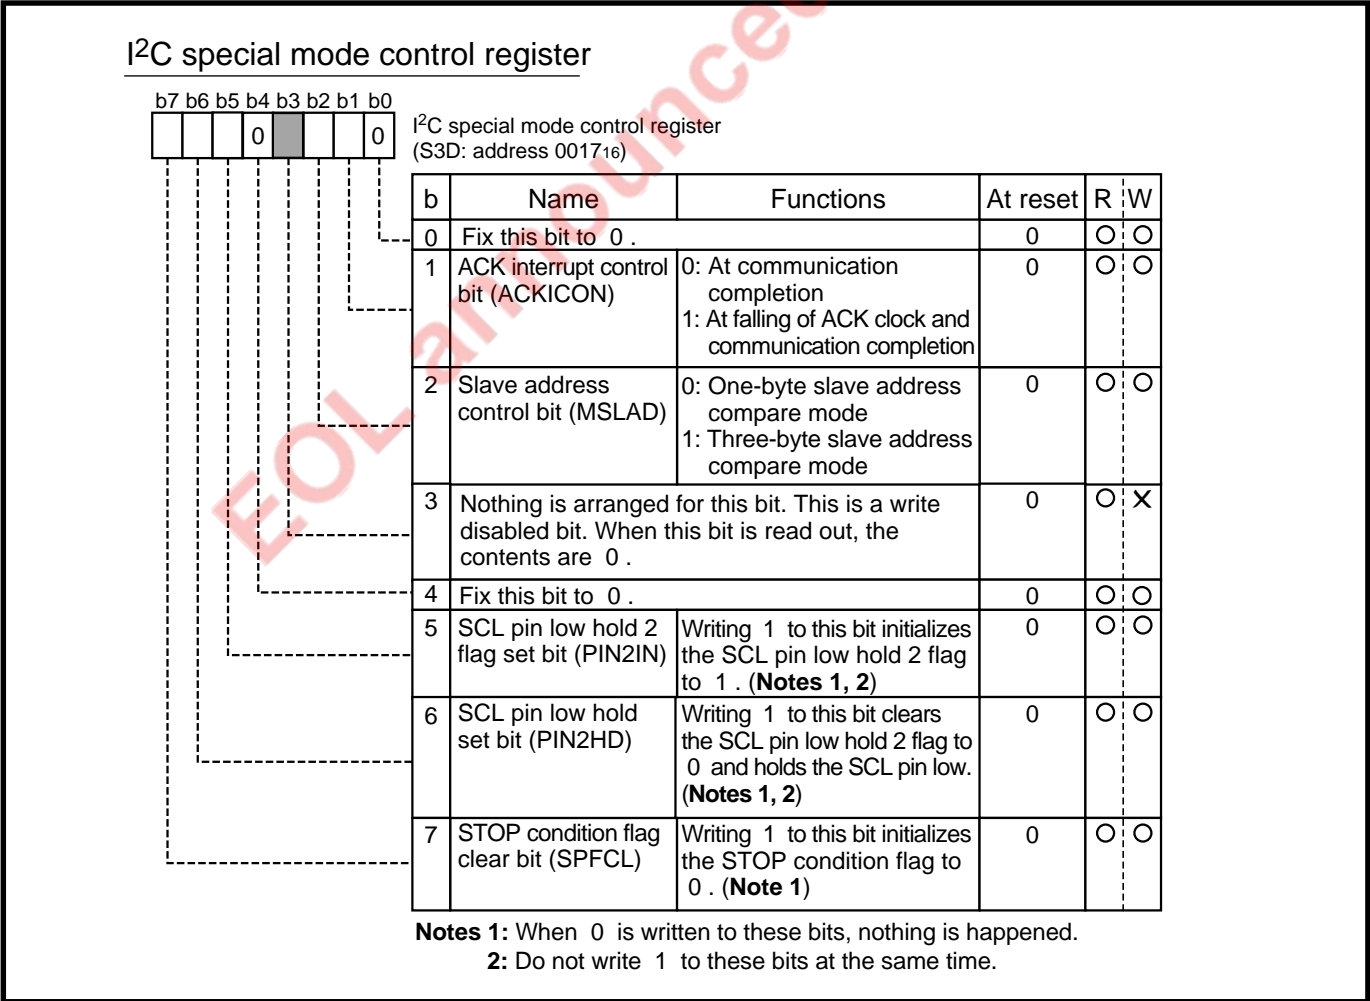 I2C special mode control register
b7 b6 b5 b4 b3 b2 b1 b0
0 0
I2C special mode control register
(S3D: address 001716)
b Name Functions At reset R W
0 Fix this bit to 0 . 0 O O
1 ACK interrupt control 0: At communication 0 O O
bit (ACKICON) completion
1: At falling of ACK clock and
communication completion
2 Slave address 0: One-byte slave address 0 O O
control bit (MSLAD) compare mode
1: Three-byte slave address
compare mode
3 Nothing is arranged for this bit. This is a write 0 O X
disabled bit. When this bit is read out, the
contents are 0 .
4 Fix this bit to 0 . 0 O O
5 SCL pin low hold 2 Writing 1 to this bit initializes 0 O O
flag set bit (PIN2IN) the SCL pin low hold 2 flag
to 1 . (Notes 1, 2)
6 SCL pin low hold Writing 1 to this bit clears 0 O O
set bit (PIN2HD) the SCL pin low hold 2 flag to
0 and holds the SCL pin low.
(Notes 1, 2)
7 STOP condition flag Writing 1 to this bit initializes 0 O O
clear bit (SPFCL) the STOP condition flag to
0 . (Note 1)
Notes 1: When 0 is written to these bits, nothing is happened.
2: Do not write 1 to these bits at the same time.
EOL announced